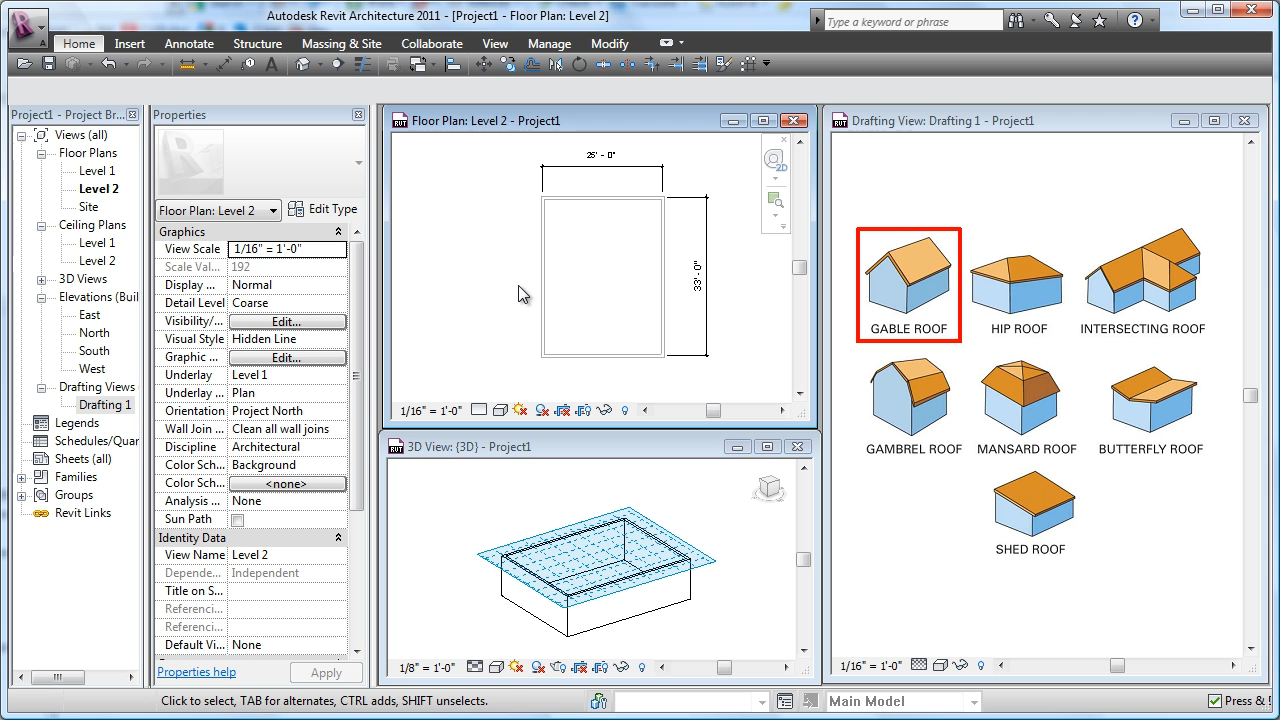 Autodesk Revit Architecture 2011 - [Project1 - Floor Plan: Level 2]
Type a keyword or phrase
Home Insert Annotate Structure Massing & Site Collaborate View Manage Modify
Project1 - Project Br...
Views (all)
Floor Plans
Level 1
Level 2
Site
Ceiling Plans
Level 1
Level 2
3D Views
Elevations (Buil
East
North
South
West
Drafting Views
Drafting 1
Legends
Schedules/Quar
Sheets (all)
Families
Groups
Revit Links
Properties
Floor Plan: Level 2 Edit Type
Graphics
View Scale 1/16" = 1'-0"
Scale Val... 192
Display ... Normal
Detail Level Coarse
Visibility/... Edit...
Visual Style Hidden Line
Graphic ... Edit...
Underlay Level 1
Underlay ... Plan
Orientation Project North
Wall Join ... Clean all wall joins
Discipline Architectural
Color Sch... Background
Color Sch... <none>
Analysis ... None
Sun Path
Identity Data
View Name Level 2
Depende... Independent
Title on S...
Referenci...
Referenci...
Default Vi... None
Properties help Apply
Floor Plan: Level 2 - Project1
25' - 0"
33' - 0"
2D
1/16" = 1'-0"
3D View: {3D} - Project1
1/8" = 1'-0"
Drafting View: Drafting 1 - Project1
GABLE ROOF HIP ROOF INTERSECTING ROOF
GAMBREL ROOF MANSARD ROOF BUTTERFLY ROOF
SHED ROOF
1/16" = 1'-0"
Click to select, TAB for alternates, CTRL adds, SHIFT unselects.
Main Model
Press &